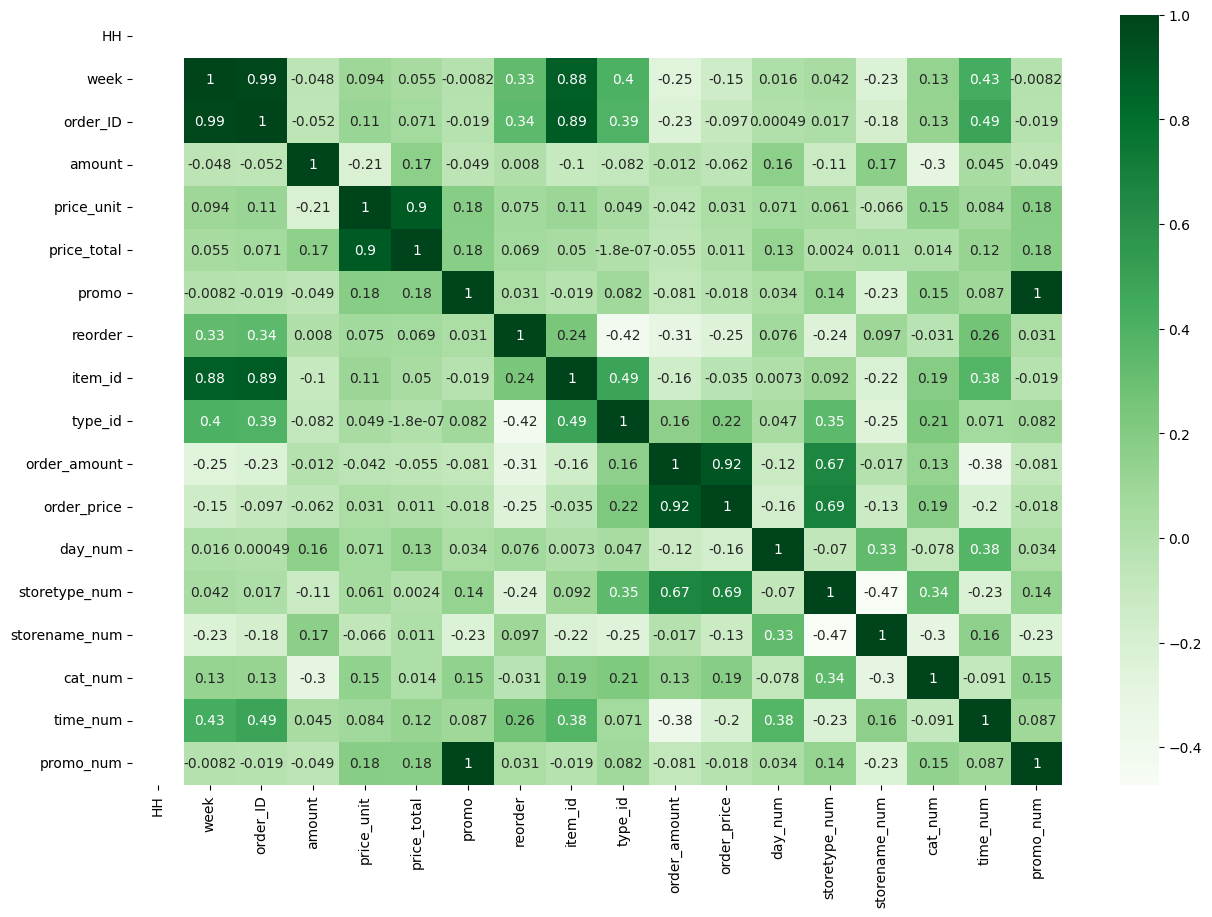 HH
week 1 0.99 -0.048 0.094 0.055 -0.0082 0.33 0.88 0.4 -0.25 -0.15 0.016 0.042 -0.23 0.13 0.43 -0.0082
order_ID 0.99 1 -0.052 0.11 0.071 -0.019 0.34 0.89 0.39 -0.23 -0.097 0.00049 0.017 -0.18 0.13 0.49 -0.019
amount -0.048 -0.052 1 -0.21 0.17 -0.049 0.008 -0.1 -0.082 -0.012 -0.062 0.16 -0.11 0.17 -0.3 0.045 -0.049
price_unit 0.094 0.11 -0.21 1 0.9 0.18 0.075 0.11 0.049 -0.042 0.031 0.071 0.061 -0.066 0.15 0.084 0.18
price_total 0.055 0.071 0.17 0.9 1 0.18 0.069 0.05 -1.8e-07 -0.055 0.011 0.13 0.0024 0.011 0.014 0.12 0.18
promo -0.0082 -0.019 -0.049 0.18 0.18 1 0.031 -0.019 0.082 -0.081 -0.018 0.034 0.14 -0.23 0.15 0.087 1
reorder 0.33 0.34 0.008 0.075 0.069 0.031 1 0.24 -0.42 -0.31 -0.25 0.076 -0.24 0.097 -0.031 0.26 0.031
item_id 0.88 0.89 -0.1 0.11 0.05 -0.019 0.24 1 0.49 -0.16 -0.035 0.0073 0.092 -0.22 0.19 0.38 -0.019
type_id 0.4 0.39 -0.082 0.049 -1.8e-07 0.082 -0.42 0.49 1 0.16 0.22 0.047 0.35 -0.25 0.21 0.071 0.082
order_amount -0.25 -0.23 -0.012 -0.042 -0.055 -0.081 -0.31 -0.16 0.16 1 0.92 -0.12 0.67 -0.017 0.13 -0.38 -0.081
order_price -0.15 -0.097 -0.062 0.031 0.011 -0.018 -0.25 -0.035 0.22 0.92 1 -0.16 0.69 -0.13 0.19 -0.2 -0.018
day_num 0.016 0.00049 0.16 0.071 0.13 0.034 0.076 0.0073 0.047 -0.12 -0.16 1 -0.07 0.33 -0.078 0.38 0.034
storetype_num 0.042 0.017 -0.11 0.061 0.0024 0.14 -0.24 0.092 0.35 0.67 0.69 -0.07 1 -0.47 0.34 -0.23 0.14
storename_num -0.23 -0.18 0.17 -0.066 0.011 -0.23 0.097 -0.22 -0.25 -0.017 -0.13 0.33 -0.47 1 -0.3 0.16 -0.23
cat_num 0.13 0.13 -0.3 0.15 0.014 0.15 -0.031 0.19 0.21 0.13 0.19 -0.078 0.34 -0.3 1 -0.091 0.15
time_num 0.43 0.49 0.045 0.084 0.12 0.087 0.26 0.38 0.071 -0.38 -0.2 0.38 -0.23 0.16 -0.091 1 0.087
promo_num -0.0082 -0.019 -0.049 0.18 0.18 1 0.031 -0.019 0.082 -0.081 -0.018 0.034 0.14 -0.23 0.15 0.087 1
HH week order_ID amount price_unit price_total promo reorder item_id type_id order_amount order_price day_num storetype_num storename_num cat_num time_num promo_num
1.0
0.8
0.6
0.4
0.2
0.0
−0.2
−0.4